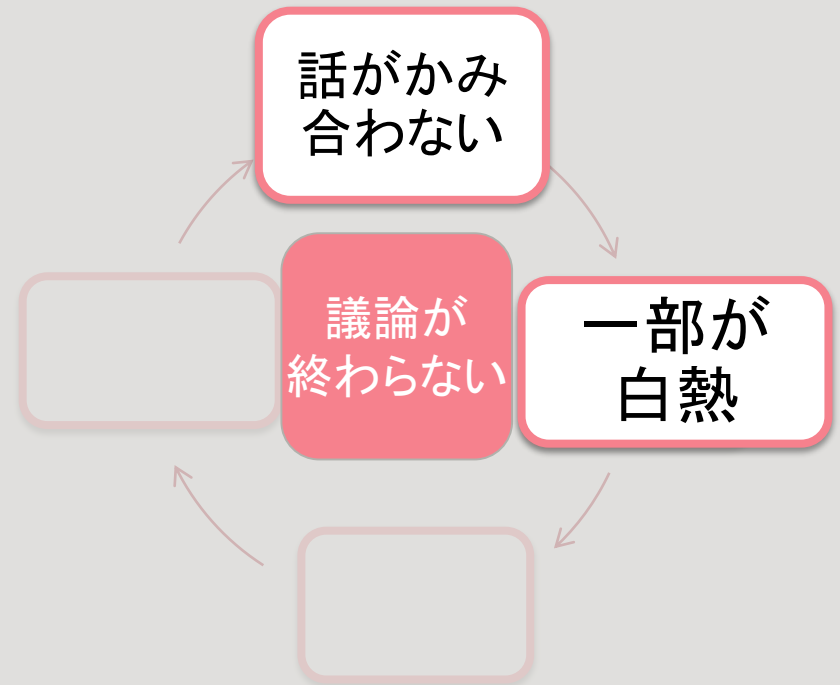 話がかみ
合わない
議論が
終わらない
一部が
白熱